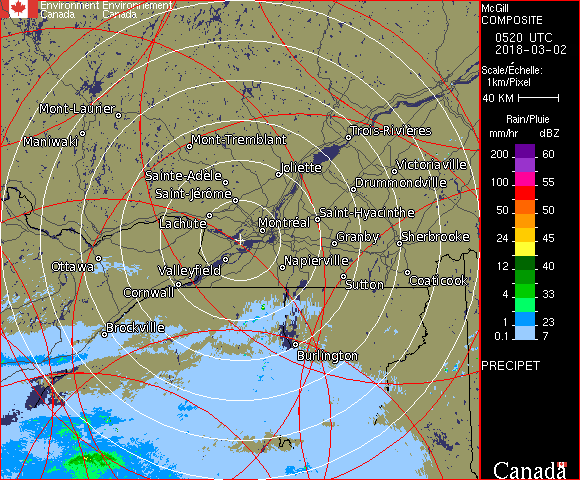 Environment Environnement
Canada Canada
McGill
COMPOSITE
0520 UTC
2018-03-02
Scale/Échelle:
1km/Pixel
40 KM
Rain/Pluie
mm/hr dBZ
200 60
55
100 55
50 50
24 45
12 40
4 33
1 23
0.1 7
PRECIPET
Canada
Mont-Laurier
Maniwaki
Mont-Tremblant
Trois-Rivières
Sainte-Adèle
Joliette
Victoriaville
Saint-Jérôme
Drummondville
Lachute
Montréal
Saint-Hyacinthe
Granby
Sherbrooke
Ottawa
Valleyfield
Napierville
Cornwall
Sutton
Coaticook
Brockville
Burlington